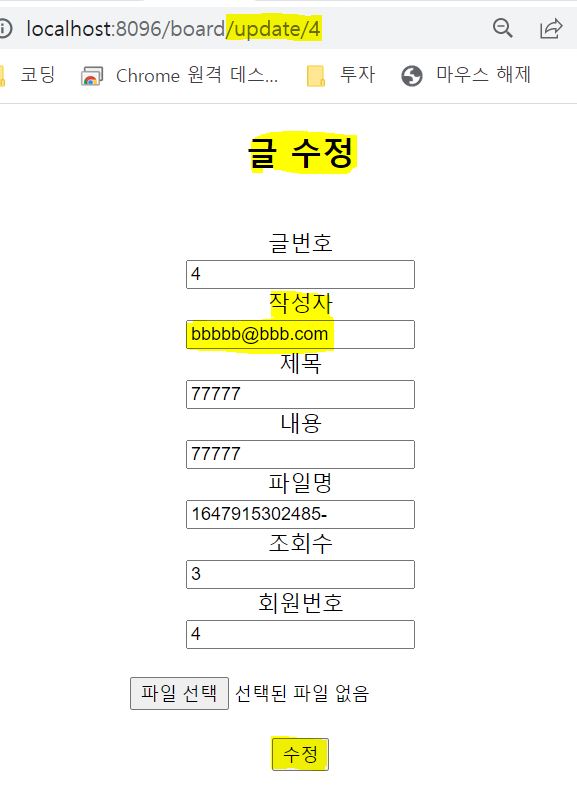 localhost:8096/board/update/4
코딩 Chrome 원격 데스... 투자 마우스 해제
글 수정
글번호
4
작성자
bbbbb@bbb.com
제목
77777
내용
77777
파일명
1647915302485-
조회수
3
회원번호
4
파일 선택 선택된 파일 없음
수정